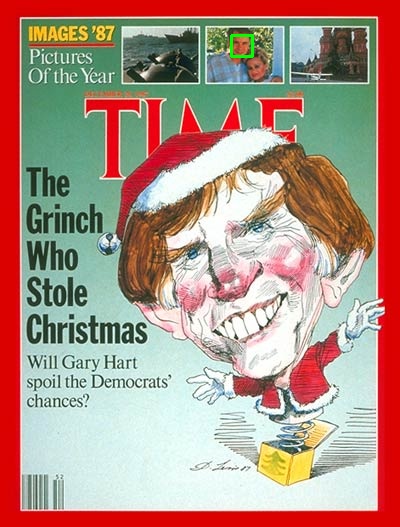 IMAGES '87
Pictures
Of the Year
TIME
The
Grinch
Who
Stole
Christmas
Will Gary Hart
spoil the Democrats'
chances?
52